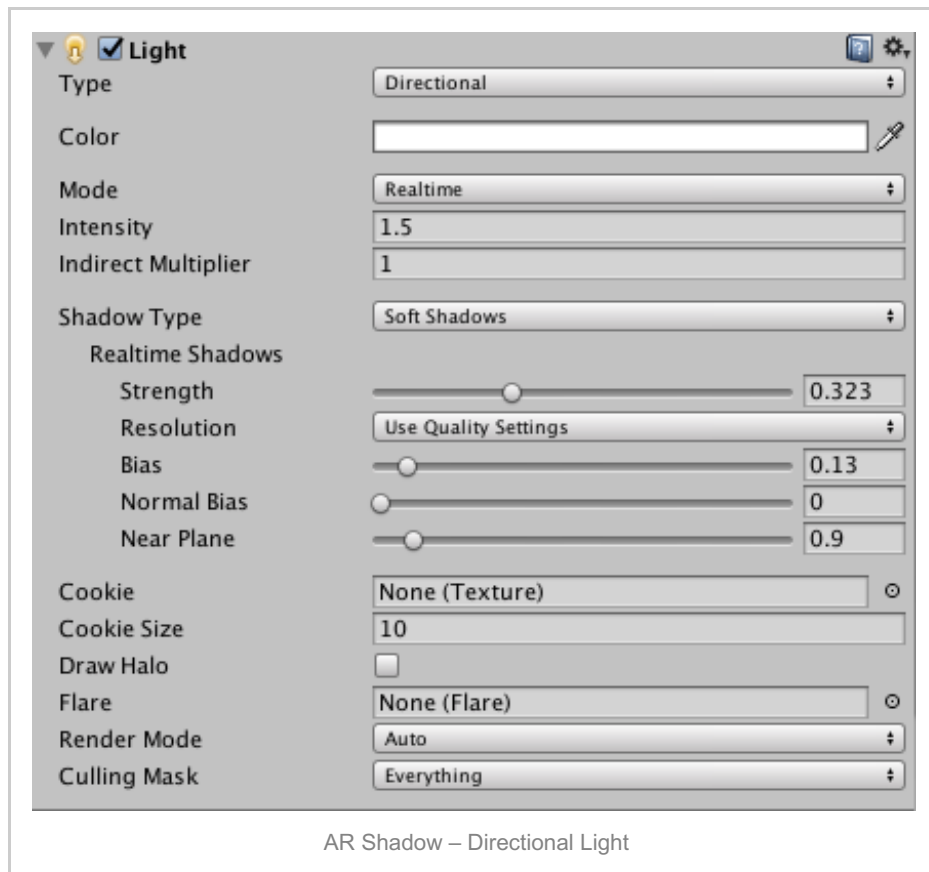 Light
Type Directional
Color
Mode Realtime
Intensity 1.5
Indirect Multiplier 1
Shadow Type Soft Shadows
Realtime Shadows
Strength 0.323
Resolution Use Quality Settings
Bias 0.13
Normal Bias 0
Near Plane 0.9
Cookie None (Texture)
Cookie Size 10
Draw Halo
Flare None (Flare)
Render Mode Auto
Culling Mask Everything
AR Shadow – Directional Light